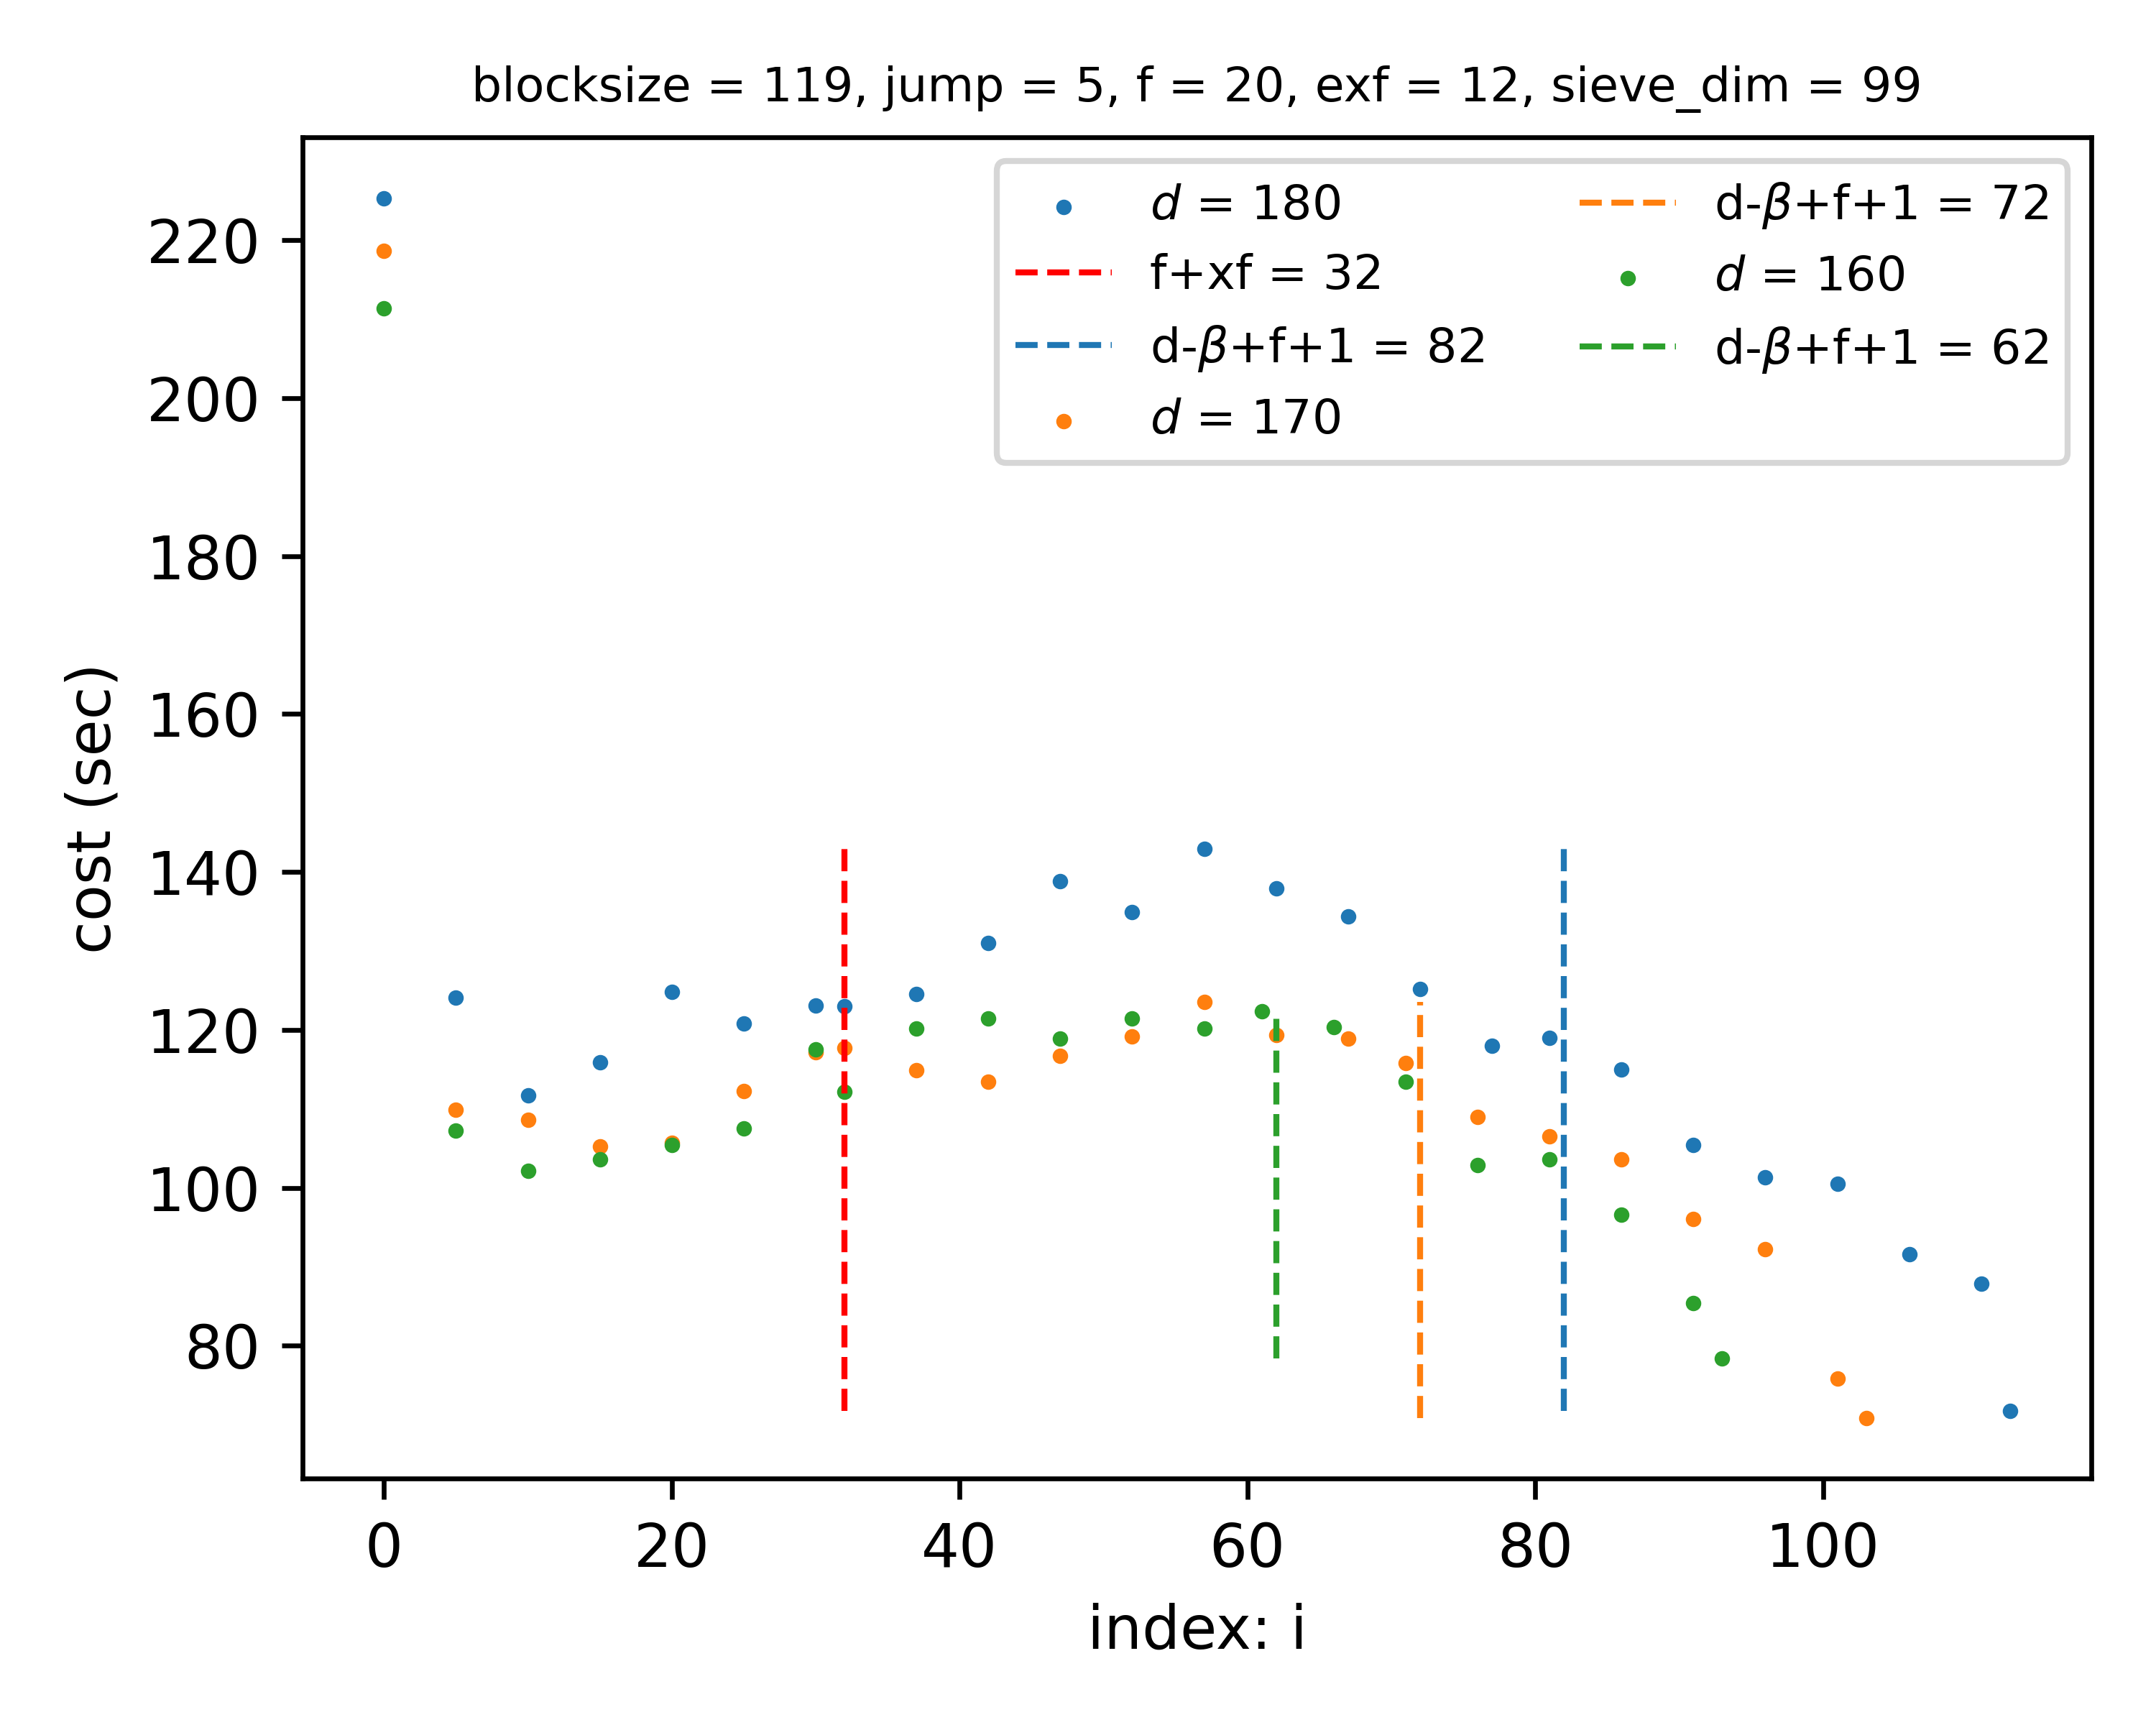 blocksize = 119, jump = 5, f = 20, exf = 12, sieve_dim = 99
d = 180
f+xf = 32
d-β+f+1 = 82
d = 170
d-β+f+1 = 72
d = 160
d-β+f+1 = 62
220
200
180
160
140
120
100
80
cost (sec)
0 20 40 60 80 100
index: i